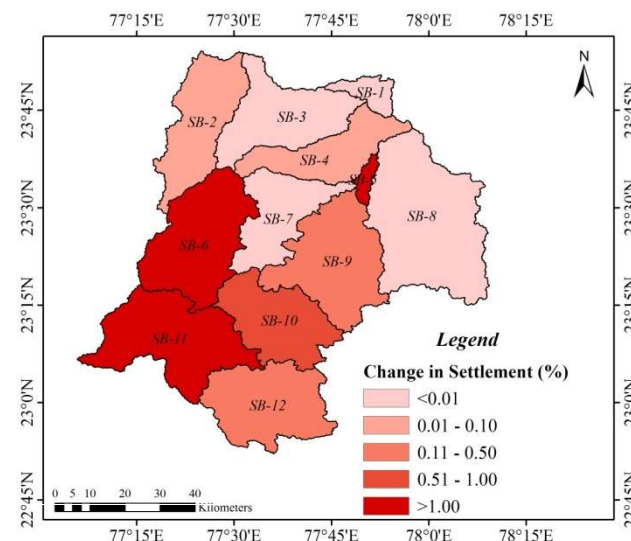 77°15'E 77°30'E 77°45'E 78°0'E 78°15'E
N
23°45'N 23°45'N
SB-1
SB-2
SB-3
SB-4
23°30'N 23°30'N
SB-7
SB-8
SB-6
SB-9
23°15'N 23°15'N
SB-10
SB-11
Legend
Change in Settlement (%)
23°0'N 23°0'N
<0.01
SB-12
0.01 - 0.10
0.11 - 0.50
0.51 - 1.00
>1.00
0 5 10 20 30 40
Kiiometers
22°45'N 22°45'N
77°15'E 77°30'E 77°45'E 78°0'E 78°15'E